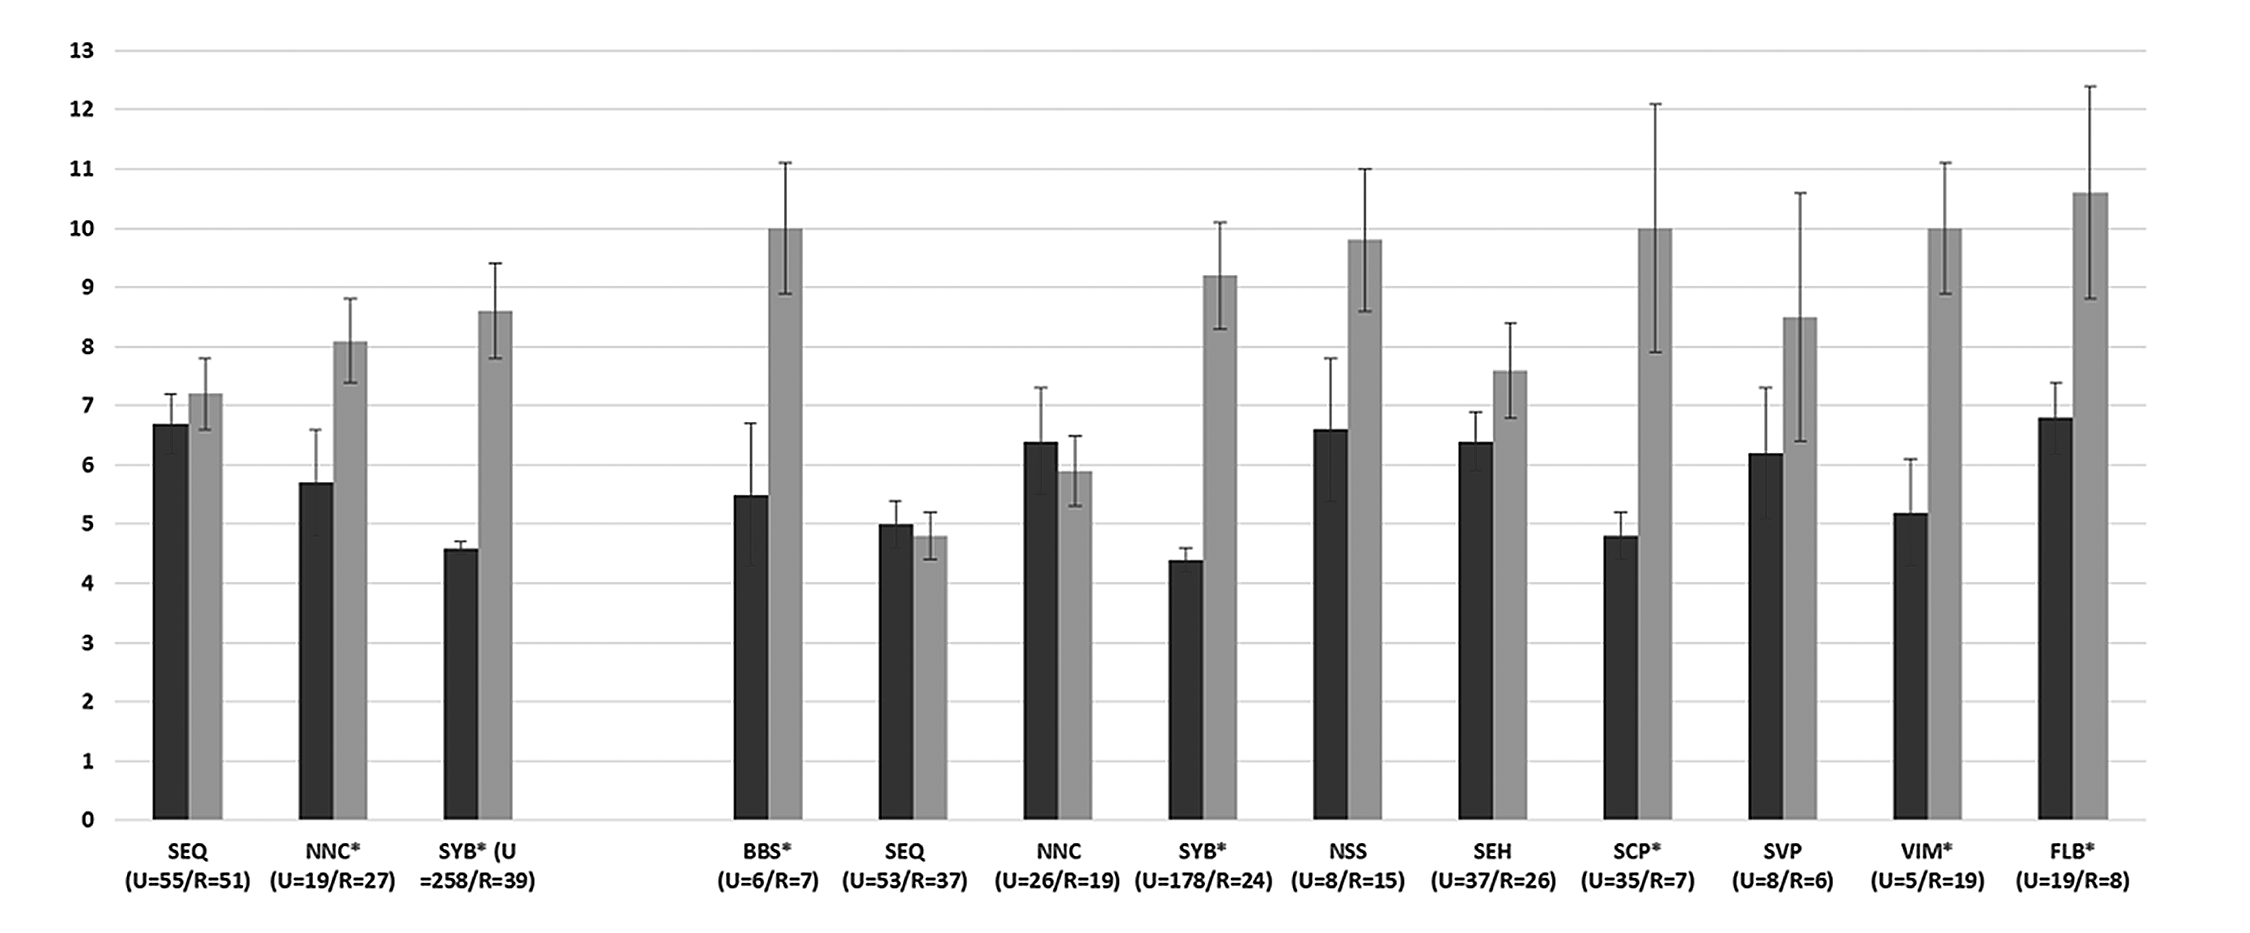 13
12
11
10
9
8
7
6
5
4
3
2
1
0
SEQ
(U=55/R=51)
NNC*
(U=19/R=27)
SYB* (U
=258/R=39)
BBS*
(U=6/R=7)
SEQ
(U=53/R=37)
NNC
(U=26/R=19)
SYB*
(U=178/R=24)
NSS
(U=8/R=15)
SEH
(U=37/R=26)
SCP*
(U=35/R=7)
SVP
(U=8/R=6)
VIM*
(U=5/R=19)
FLB*
(U=19/R=8)